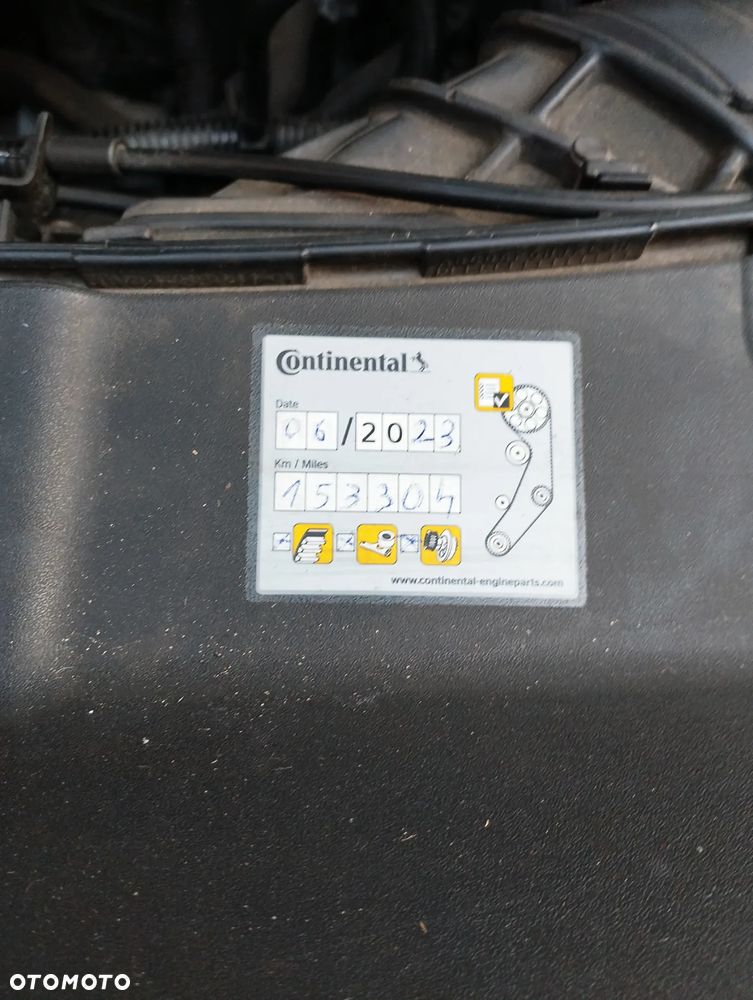 Continental
Date
06/2023
Km / Miles
153304
www.continental-engineparts.com
OTOMOTO